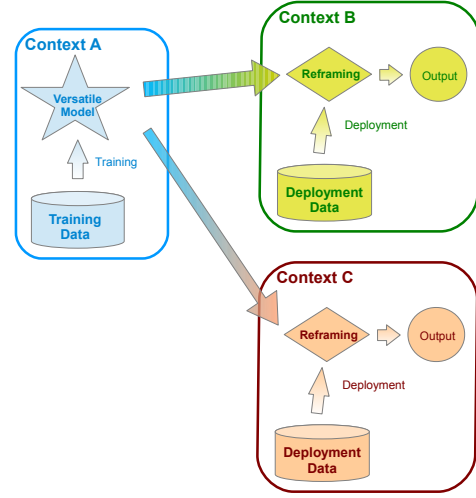 Context A
Versatile
Model
Training
Training
Data
Context B
Reframing
Output
Deployment
Deployment
Data
Context C
Reframing
Output
Deployment
Deployment
Data